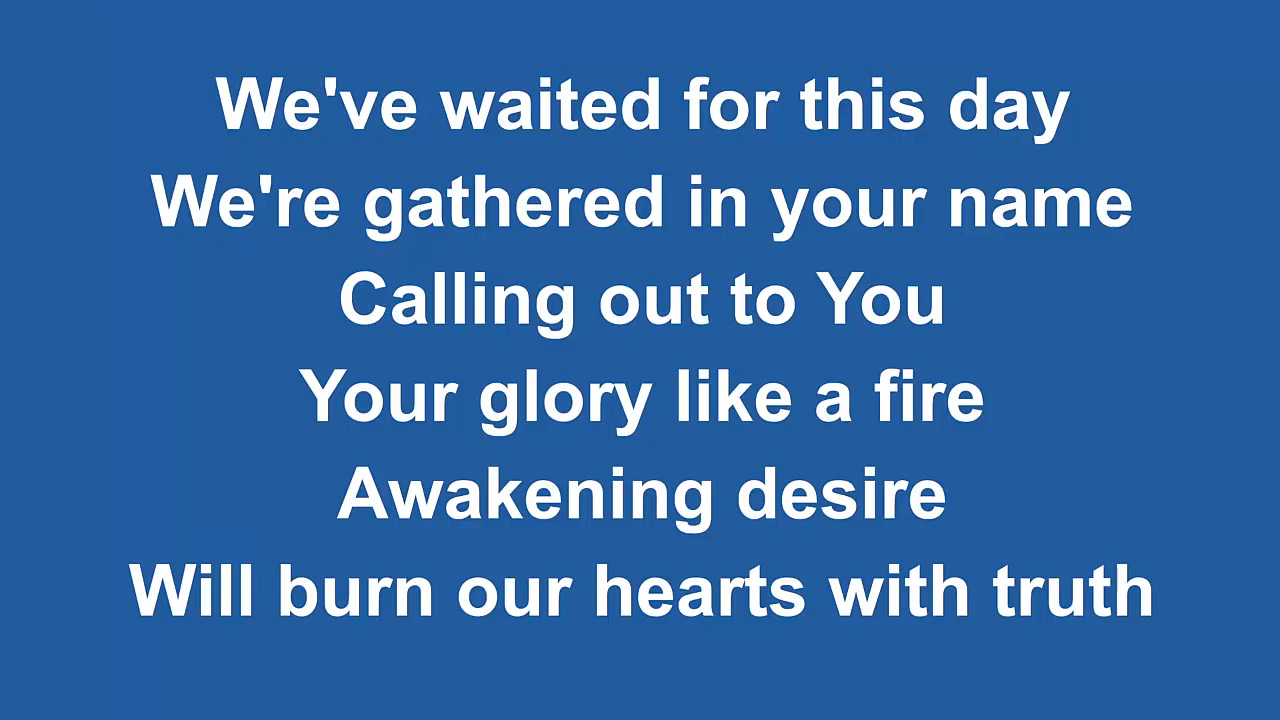 We've waited for this day
We're gathered in your name
Calling out to You
Your glory like a fire
Awakening desire
Will burn our hearts with truth